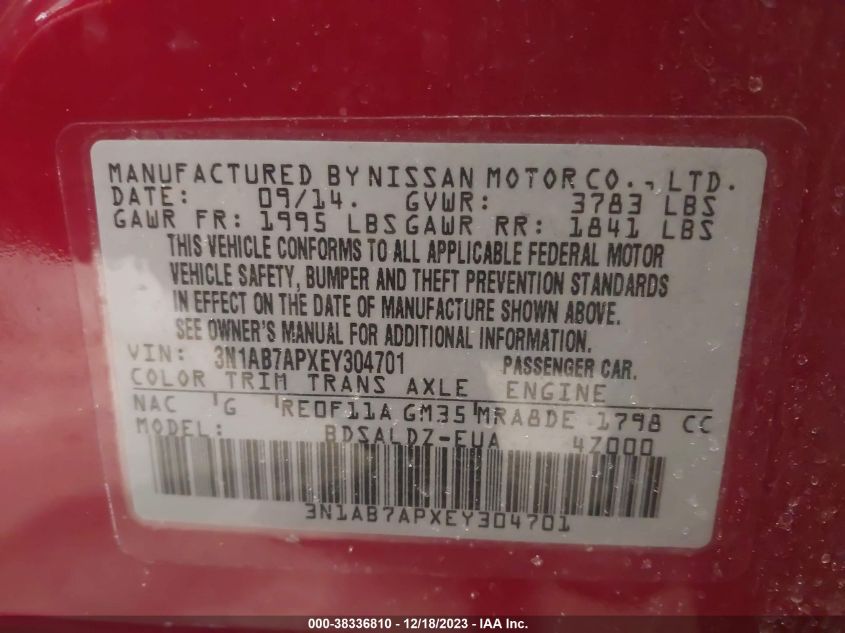 MANUFACTURED BY NISSAN MOTOR CO., LTD.
DATE: 09/14. GVWR: 3783 LBS
GAWR FR: 1995 LBS GAWR RR: 1841 LBS
THIS VEHICLE CONFORMS TO ALL APPLICABLE FEDERAL MOTOR
VEHICLE SAFETY, BUMPER AND THEFT PREVENTION STANDARDS
IN EFFECT ON THE DATE OF MANUFACTURE SHOWN ABOVE.
SEE OWNER'S MANUAL FOR ADDITIONAL INFORMATION.
VIN: 3N1AB7APXEY304701 PASSENGER CAR.
COLOR TRIM TRANS AXLE ENGINE
NAC G RE0F11A GM35 MRA8DE 1798 CC
MODEL: BDSALDZ-EUA 4Z000
3N1AB7APXEY304701
000-38336810 - 12/18/2023 - IAA Inc.